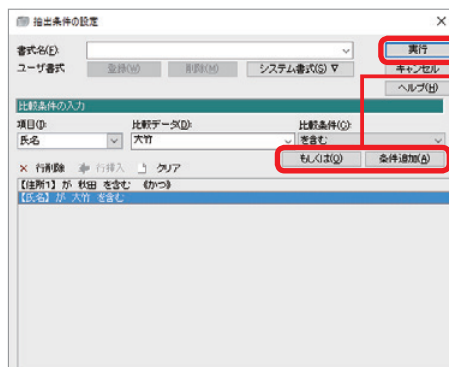 抽出条件の設定
書式名(F):
実行
ユーザ書式 登録(W) 削除(M) システム書式(S) ▽ キャンセル
ヘルプ(H)
比較条件の入力
項目(I): 比較データ(D): 比較条件(C):
氏名 大竹 を含む
もしくは(O) 条件追加(A)
行削除 行挿入 クリア
【住所1】が 秋田 を含む (かつ)
【氏名】が 大竹 を含む